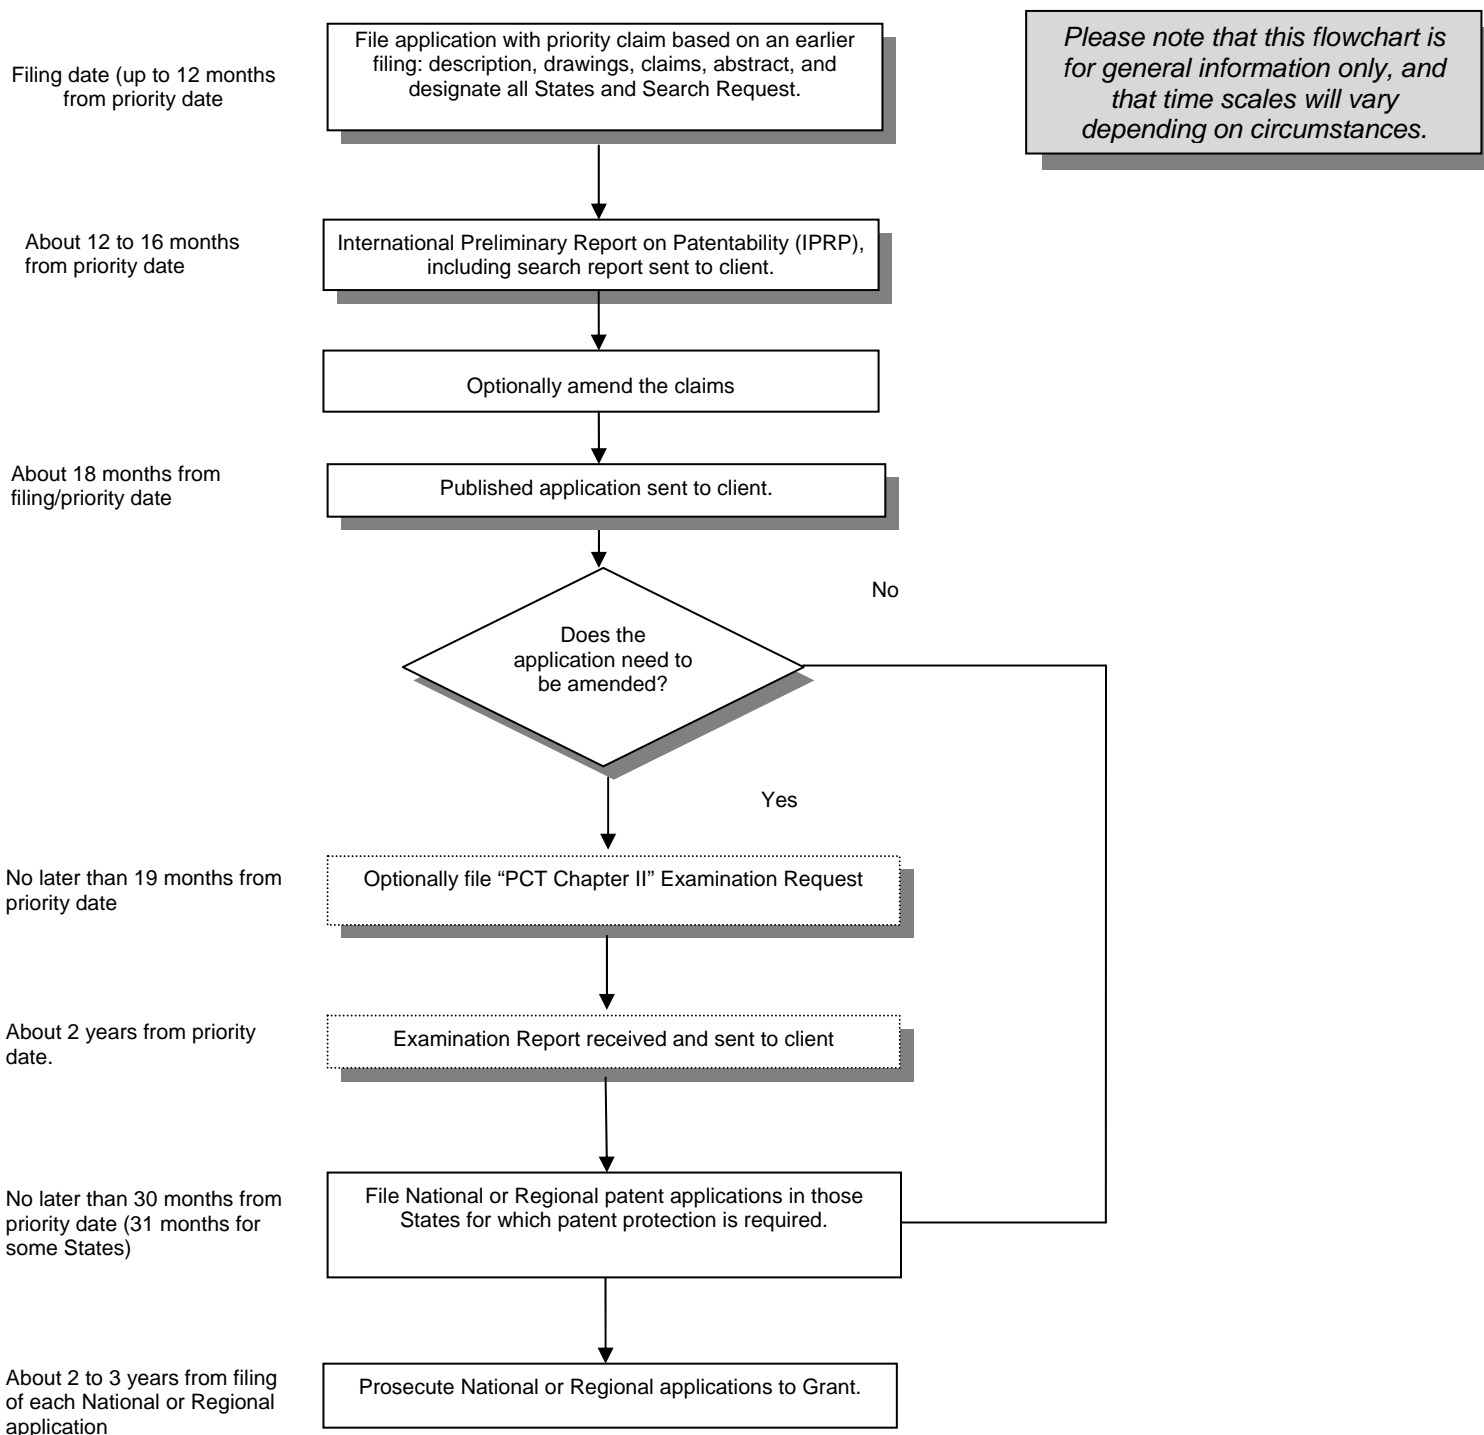 Filing date (up to 12 months
from priority date
File application with priority claim based on an earlier
filing: description, drawings, claims, abstract, and
designate all States and Search Request.
Please note that this flowchart is
for general information only, and
that time scales will vary
depending on circumstances.
About 12 to 16 months
from priority date
International Preliminary Report on Patentability (IPRP),
including search report sent to client.
Optionally amend the claims
About 18 months from
filing/priority date
Published application sent to client.
Does the
application need to
be amended?
No
Yes
No later than 19 months from
priority date
Optionally file “PCT Chapter II” Examination Request
About 2 years from priority
date.
Examination Report received and sent to client
No later than 30 months from
priority date (31 months for
some States)
File National or Regional patent applications in those
States for which patent protection is required.
About 2 to 3 years from filing
of each National or Regional
application
Prosecute National or Regional applications to Grant.